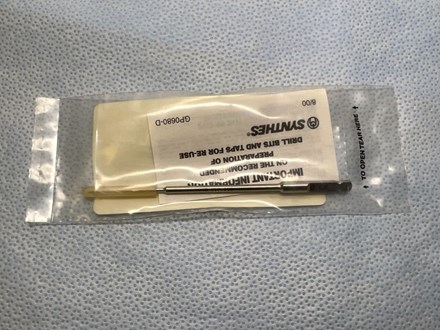 IMPORTANT INFORMATION
ON THE RECOMMENDED
PREPARATION OF
DRILL BITS AND TAPS FOR RE-USE
SYNTHES®
8/00
GP0680-D
TO OPEN TEAR HERE